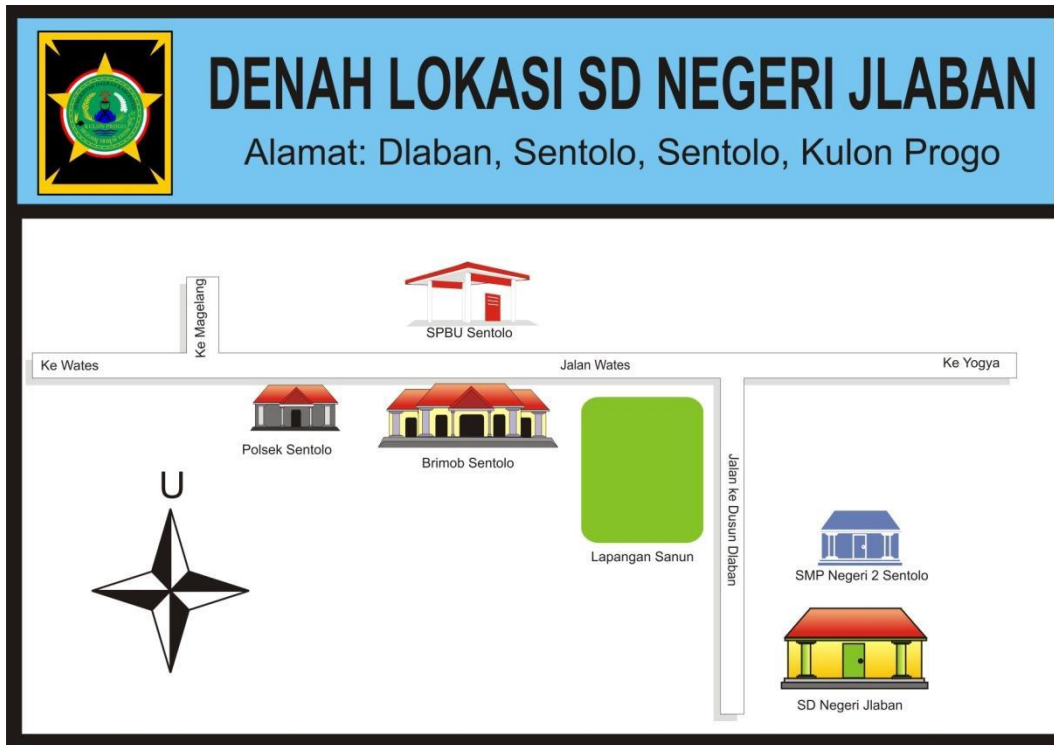 DENAH LOKASI SD NEGERI JLABAN
Alamat: Dlaban, Sentolo, Sentolo, Kulon Progo
KULON PROGO
Ke Magelang
SPBU Sentolo
Ke Wates
Jalan Wates
Ke Yogya
Polsek Sentolo
Brimob Sentolo
U
Lapangan Sanun
Jalan ke Dusun Dlaban
SMP Negeri 2 Sentolo
SD Negeri Jlaban